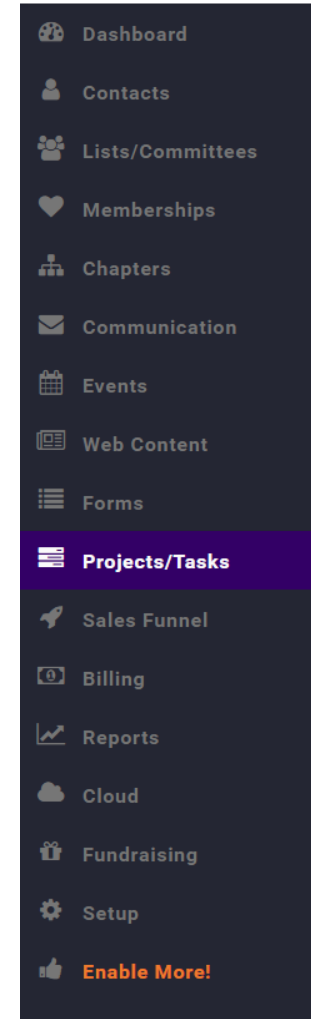 Dashboard
Contacts
Lists/Committees
Memberships
Chapters
Communication
Events
Web Content
Forms
Projects/Tasks
Sales Funnel
Billing
Reports
Cloud
Fundraising
Setup
Enable More!